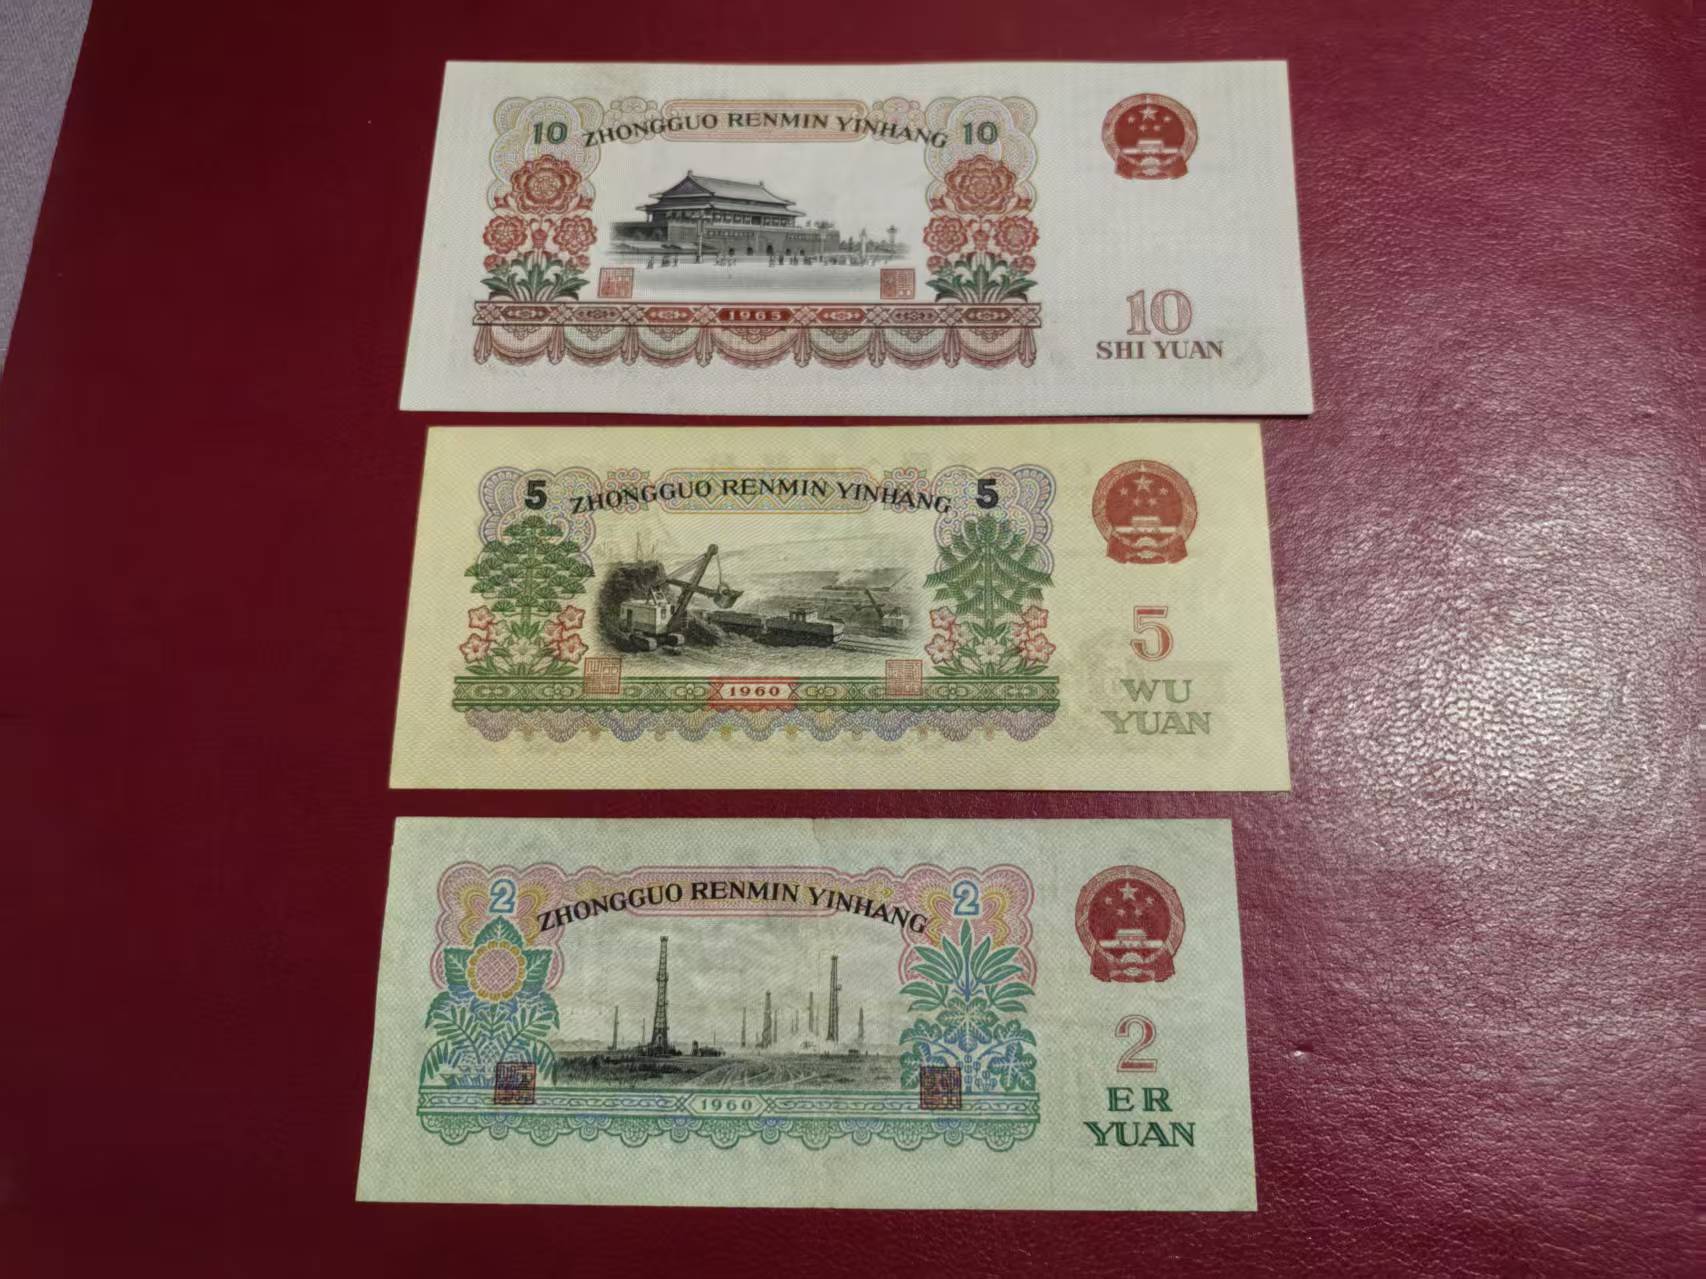 10 ZHONGGUO RENMIN YINHANG 10
1965
10
SHI YUAN
5 ZHONGGUO RENMIN YINHANG 5
1960
5
WU
YUAN
2 ZHONGGUO RENMIN YINHANG 2
1960
2
ER
YUAN